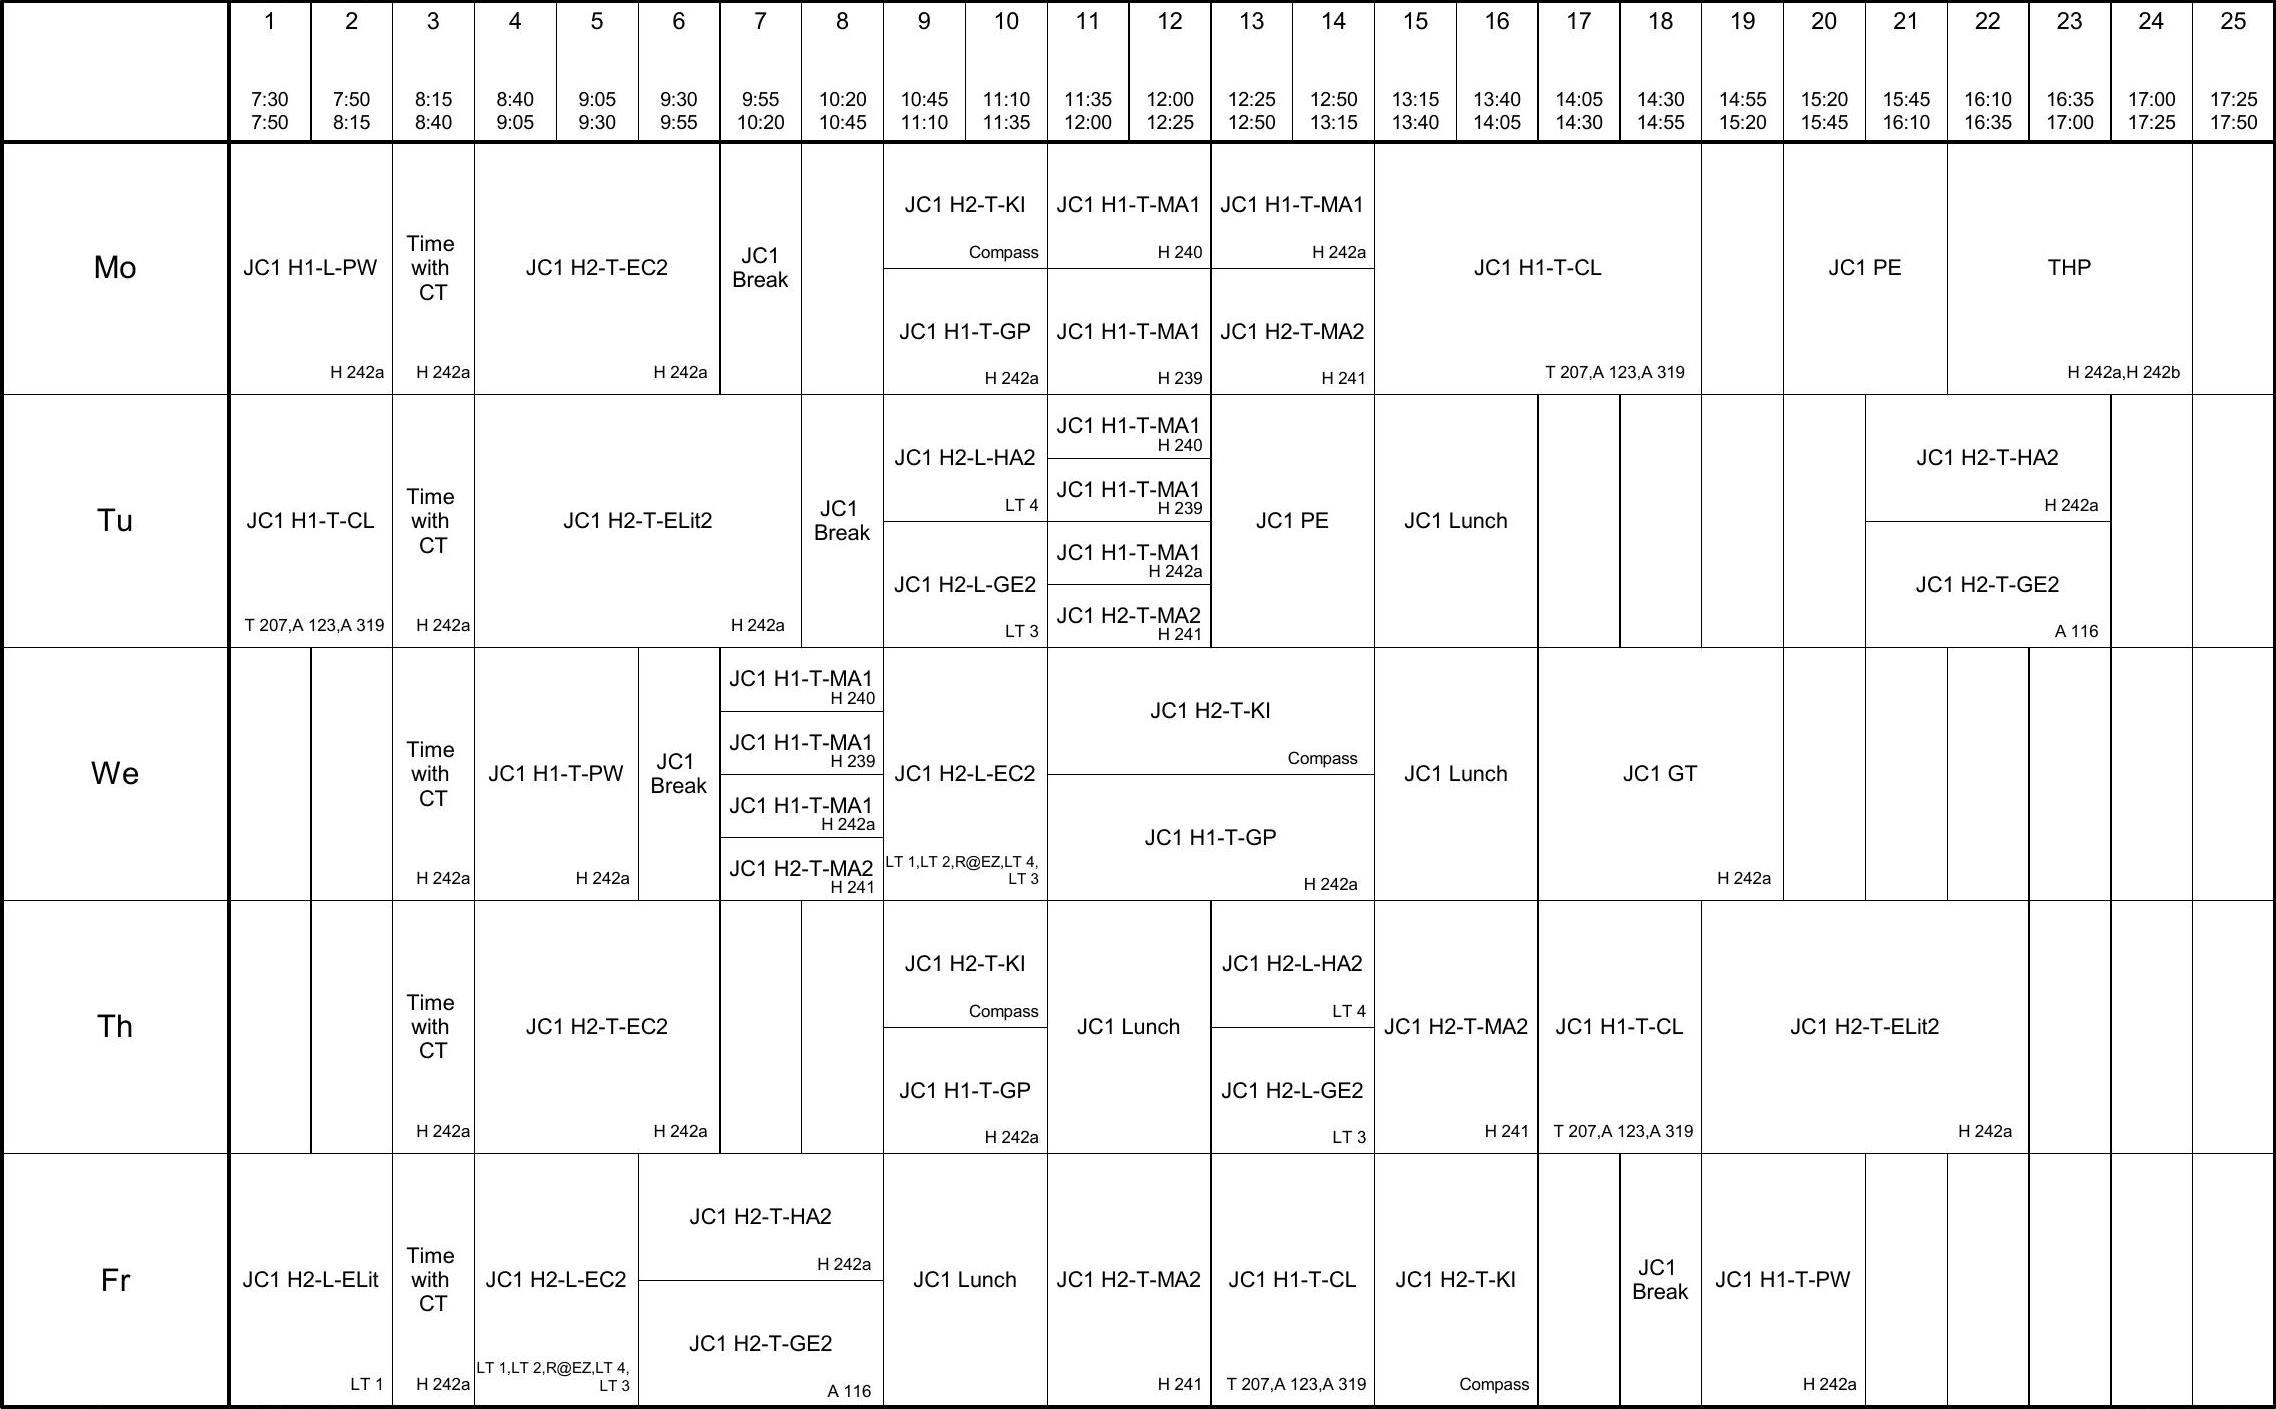 1 2 3 4 5 6 7 8 9 10 11 12 13 14 15 16 17 18 19 20 21 22 23 24 25
7:30 7:50 8:15 8:40 9:05 9:30 9:55 10:20 10:45 11:10 11:35 12:00 12:25 12:50 13:15 13:40 14:05 14:30 14:55 15:20 15:45 16:10 16:35 17:00 17:25
7:50 8:15 8:40 9:05 9:30 9:55 10:20 10:45 11:10 11:35 12:00 12:25 12:50 13:15 13:40 14:05 14:30 14:55 15:20 15:45 16:10 16:35 17:00 17:25 17:50
Mo
JC1 H1-L-PW
H 242a
Time
with
CT
H 242a
JC1 H2-T-EC2
H 242a
JC1
Break
JC1 H2-T-KI
Compass
JC1 H1-T-GP
H 242a
JC1 H1-T-MA1
H 240
JC1 H1-T-MA1
H 239
JC1 H1-T-MA1
H 242a
JC1 H2-T-MA2
H 241
JC1 H1-T-CL
T 207,A 123,A 319
JC1 PE
THP
H 242a,H 242b
Tu
JC1 H1-T-CL
T 207,A 123,A 319
Time
with
CT
H 242a
JC1 H2-T-ELit2
H 242a
JC1
Break
JC1 H2-L-HA2
LT 4
JC1 H2-L-GE2
LT 3
JC1 H1-T-MA1
H 240
JC1 H1-T-MA1
H 239
JC1 H1-T-MA1
H 242a
JC1 H2-T-MA2
H 241
JC1 PE
JC1 Lunch
JC1 H2-T-HA2
H 242a
JC1 H2-T-GE2
A 116
We
Time
with
CT
H 242a
JC1 H1-T-PW
H 242a
JC1
Break
JC1 H1-T-MA1
H 240
JC1 H1-T-MA1
H 239
JC1 H1-T-MA1
H 242a
JC1 H2-T-MA2
H 241
JC1 H2-L-EC2
LT 1,LT 2,R@EZ,LT 4,
LT 3
JC1 H2-T-KI
Compass
JC1 H1-T-GP
H 242a
JC1 Lunch
JC1 GT
H 242a
Th
Time
with
CT
H 242a
JC1 H2-T-EC2
H 242a
JC1 H2-T-KI
Compass
JC1 H1-T-GP
H 242a
JC1 Lunch
JC1 H2-L-HA2
LT 4
JC1 H2-L-GE2
LT 3
JC1 H2-T-MA2
H 241
JC1 H1-T-CL
T 207,A 123,A 319
JC1 H2-T-ELit2
H 242a
Fr
JC1 H2-L-ELit
LT 1
Time
with
CT
H 242a
JC1 H2-L-EC2
LT 1,LT 2,R@EZ,LT 4,
LT 3
JC1 H2-T-HA2
H 242a
JC1 H2-T-GE2
A 116
JC1 Lunch
JC1 H2-T-MA2
H 241
JC1 H1-T-CL
T 207,A 123,A 319
JC1 H2-T-KI
Compass
JC1
Break
JC1 H1-T-PW
H 242a